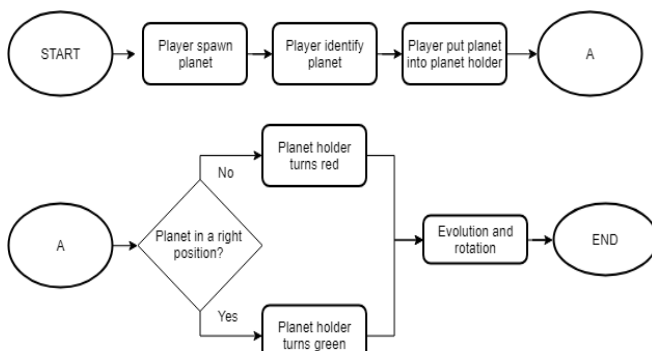 START
Player spawn
planet
Player identify
planet
Player put planet
into planet holder
A
A
Planet in a right
position?
No
Planet holder
turns red
Yes
Planet holder
turns green
Evolution and
rotation
END